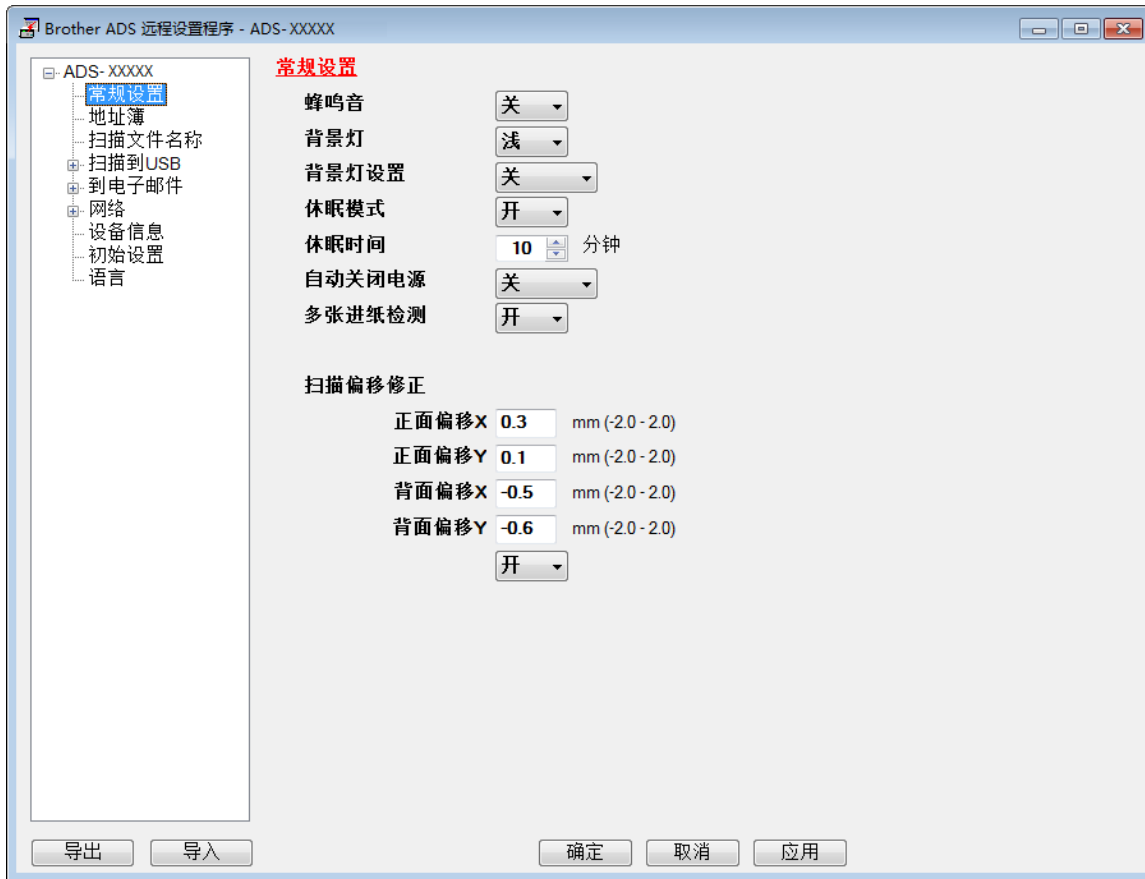 Brother ADS 远程设置程序 - ADS-XXXXX
ADS- XXXXX
常规设置
地址簿
扫描文件名称
扫描到USB
到电子邮件
网络
设备信息
初始设置
语言
常规设置
蜂鸣音 关
背景灯 浅
背景灯设置 关
休眠模式 开
休眠时间 10 分钟
自动关闭电源 关
多张进纸检测 开
扫描偏移修正
正面偏移X 0.3 mm (-2.0 - 2.0)
正面偏移Y 0.1 mm (-2.0 - 2.0)
背面偏移X -0.5 mm (-2.0 - 2.0)
背面偏移Y -0.6 mm (-2.0 - 2.0)
开
导出 导入 确定 取消 应用